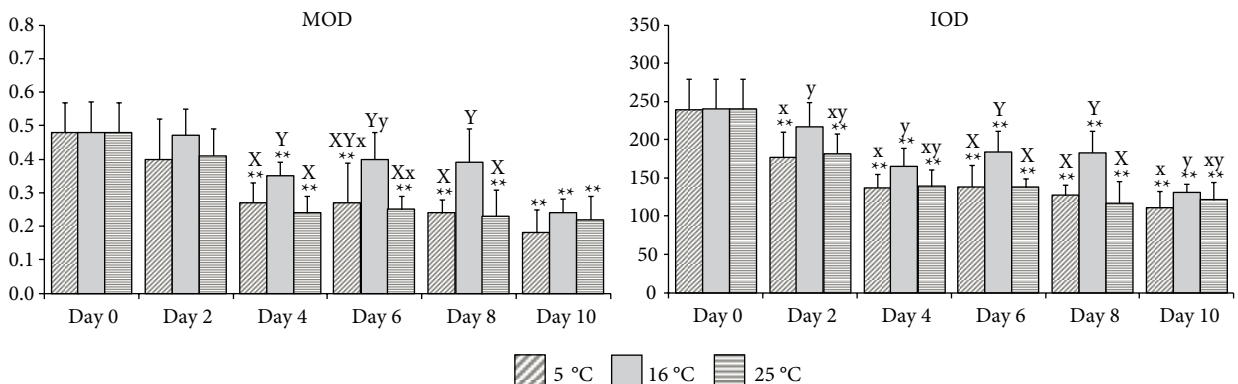 MOD
0.8
0.7
0.6
0.5
0.4
0.3
0.2
0.1
0.0
X
**
Y
**
X
**
XYx
**
Yy
Xx
**
X
**
Y
X
**
**
**
**
Day 0 Day 2 Day 4 Day 6 Day 8 Day 10
IOD
350
300
250
200
150
100
50
0
x
**
y
xy
**
x
**
y
**
xy
**
X
**
Y
**
X
**
X
**
Y
**
X
**
x
**
y
**
xy
**
Day 0 Day 2 Day 4 Day 6 Day 8 Day 10
5 °C 16 °C 25 °C